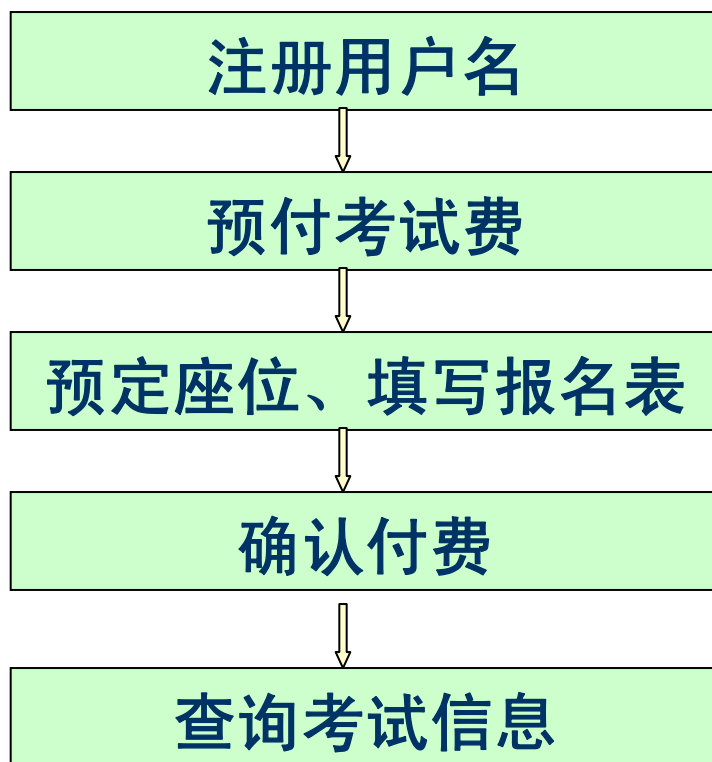 注册用户名
预付考试费
预定座位、填写报名表
确认付费
查询考试信息